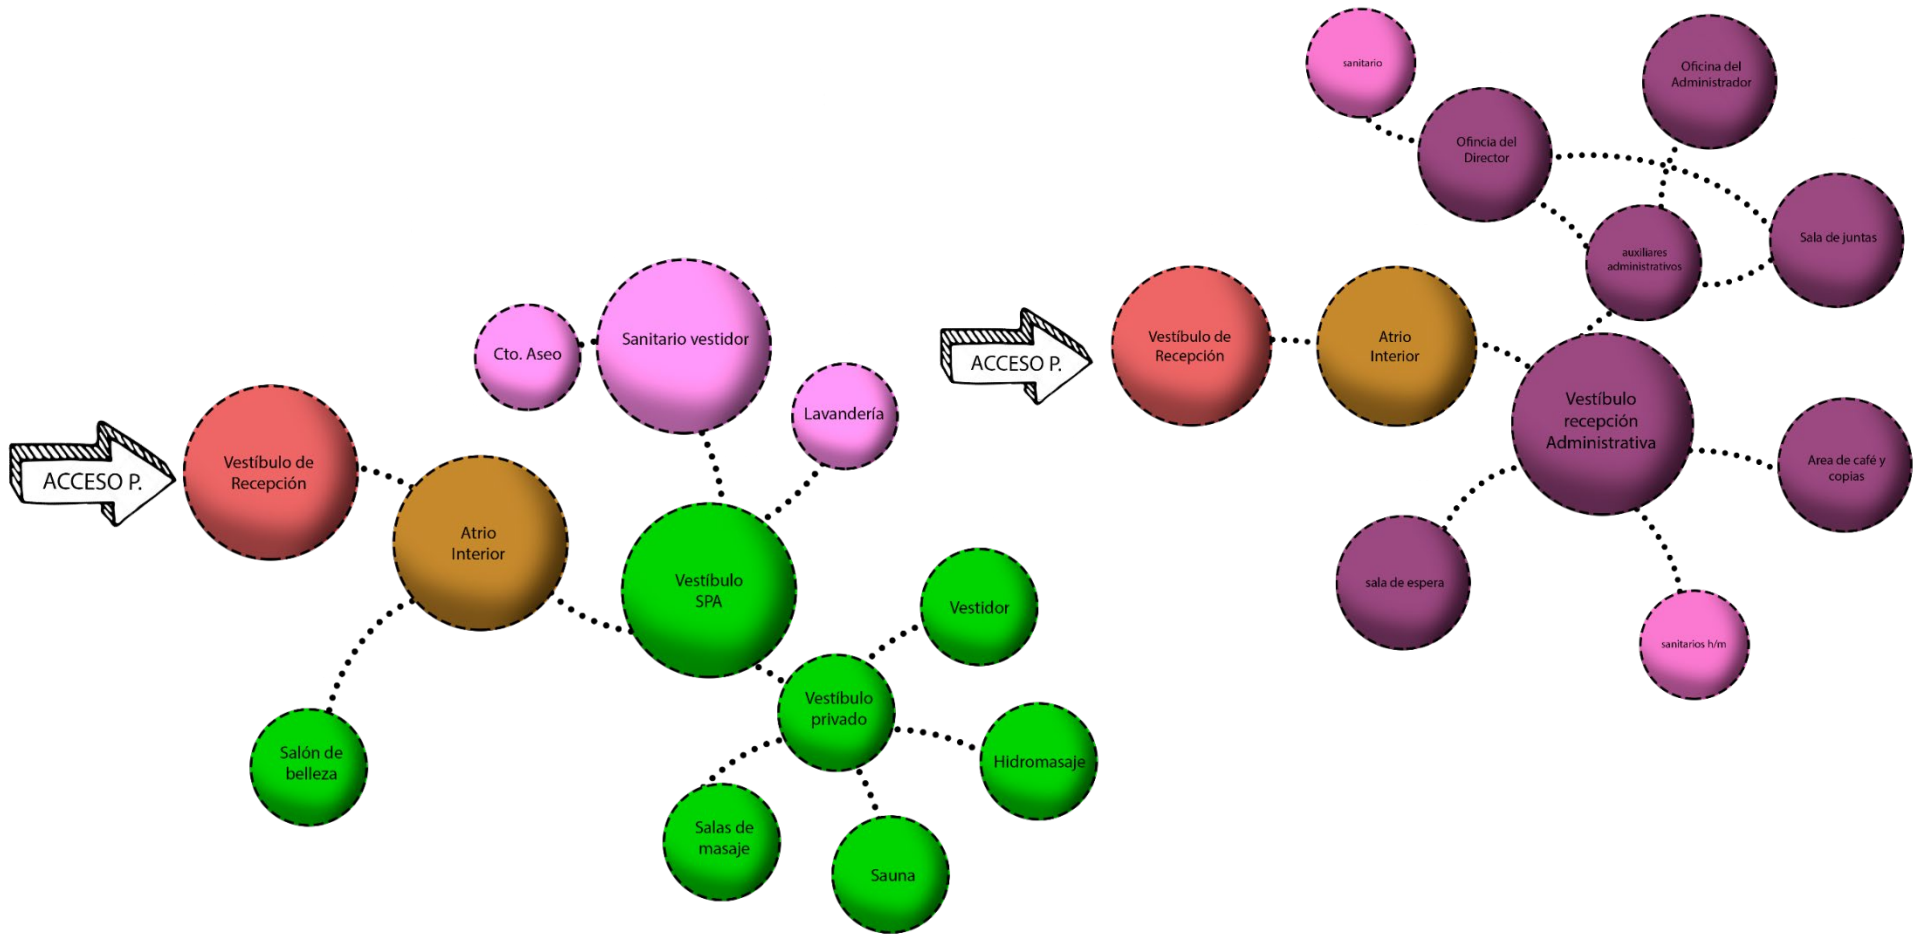 ACCESO P.
Vestíbulo de
Recepción
Atrio
Interior
Salón de
belleza
Cto. Aseo
Sanitario vestidor
Lavandería
Vestíbulo
SPA
Vestíbulo
privado
Vestidor
Hidromasaje
Salas de
masaje
Sauna
ACCESO P.
Vestíbulo de
Recepción
Atrio
Interior
sanitario
Ofincia del
Director
Oficina del
Administrador
auxiliares
administrativos
Sala de juntas
Vestíbulo
recepción
Administrativa
Area de café y
copias
sala de espera
sanitarios h/m